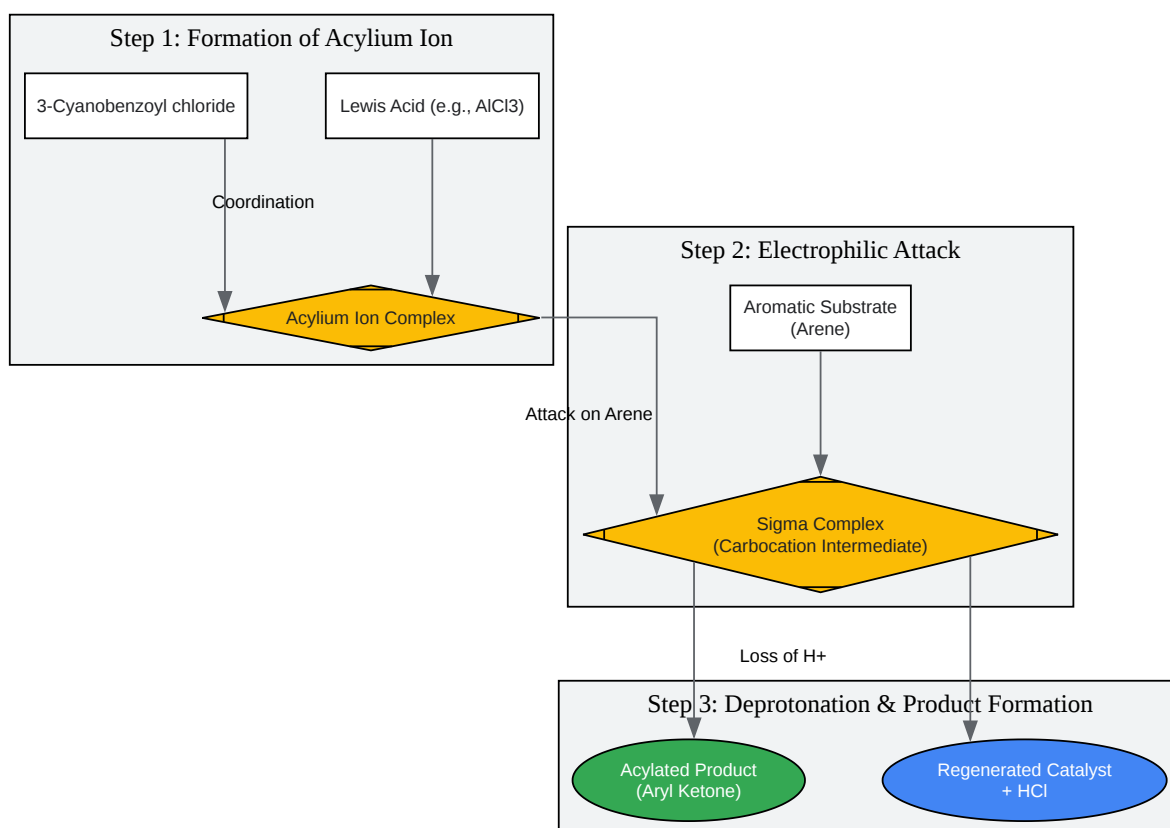 Step 1: Formation of Acylium Ion
3-Cyanobenzoyl chloride
Lewis Acid (e.g., AlCl3)
Coordination
Acylium Ion Complex
Step 2: Electrophilic Attack
Aromatic Substrate
(Arene)
Attack on Arene
Sigma Complex
(Carbocation Intermediate)
Loss of H+
Step 3: Deprotonation & Product Formation
Acylated Product
(Aryl Ketone)
Regenerated Catalyst
+ HCl